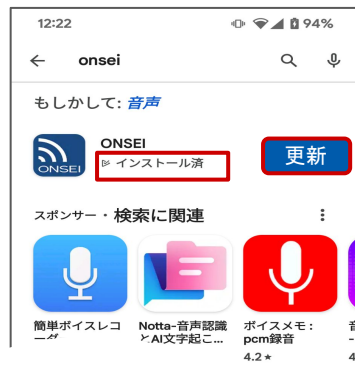 12:22 94%
onsei
もしかして: 音声
ONSEI
ONSEI
インストール済
更新
スポンサー・検索に関連
簡単ボイスレコーダ
Notta-音声認識
とAI文字起こ...
ボイスメモ :
pcm録音
4.2★